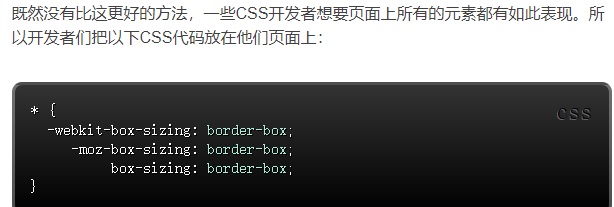 既然没有比这更好的方法，一些CSS开发者想要页面上所有的元素都有如此表现。所
以开发者们把以下CSS代码放在他们页面上：
css
* {
  -webkit-box-sizing: border-box;
     -moz-box-sizing: border-box;
          box-sizing: border-box;
}